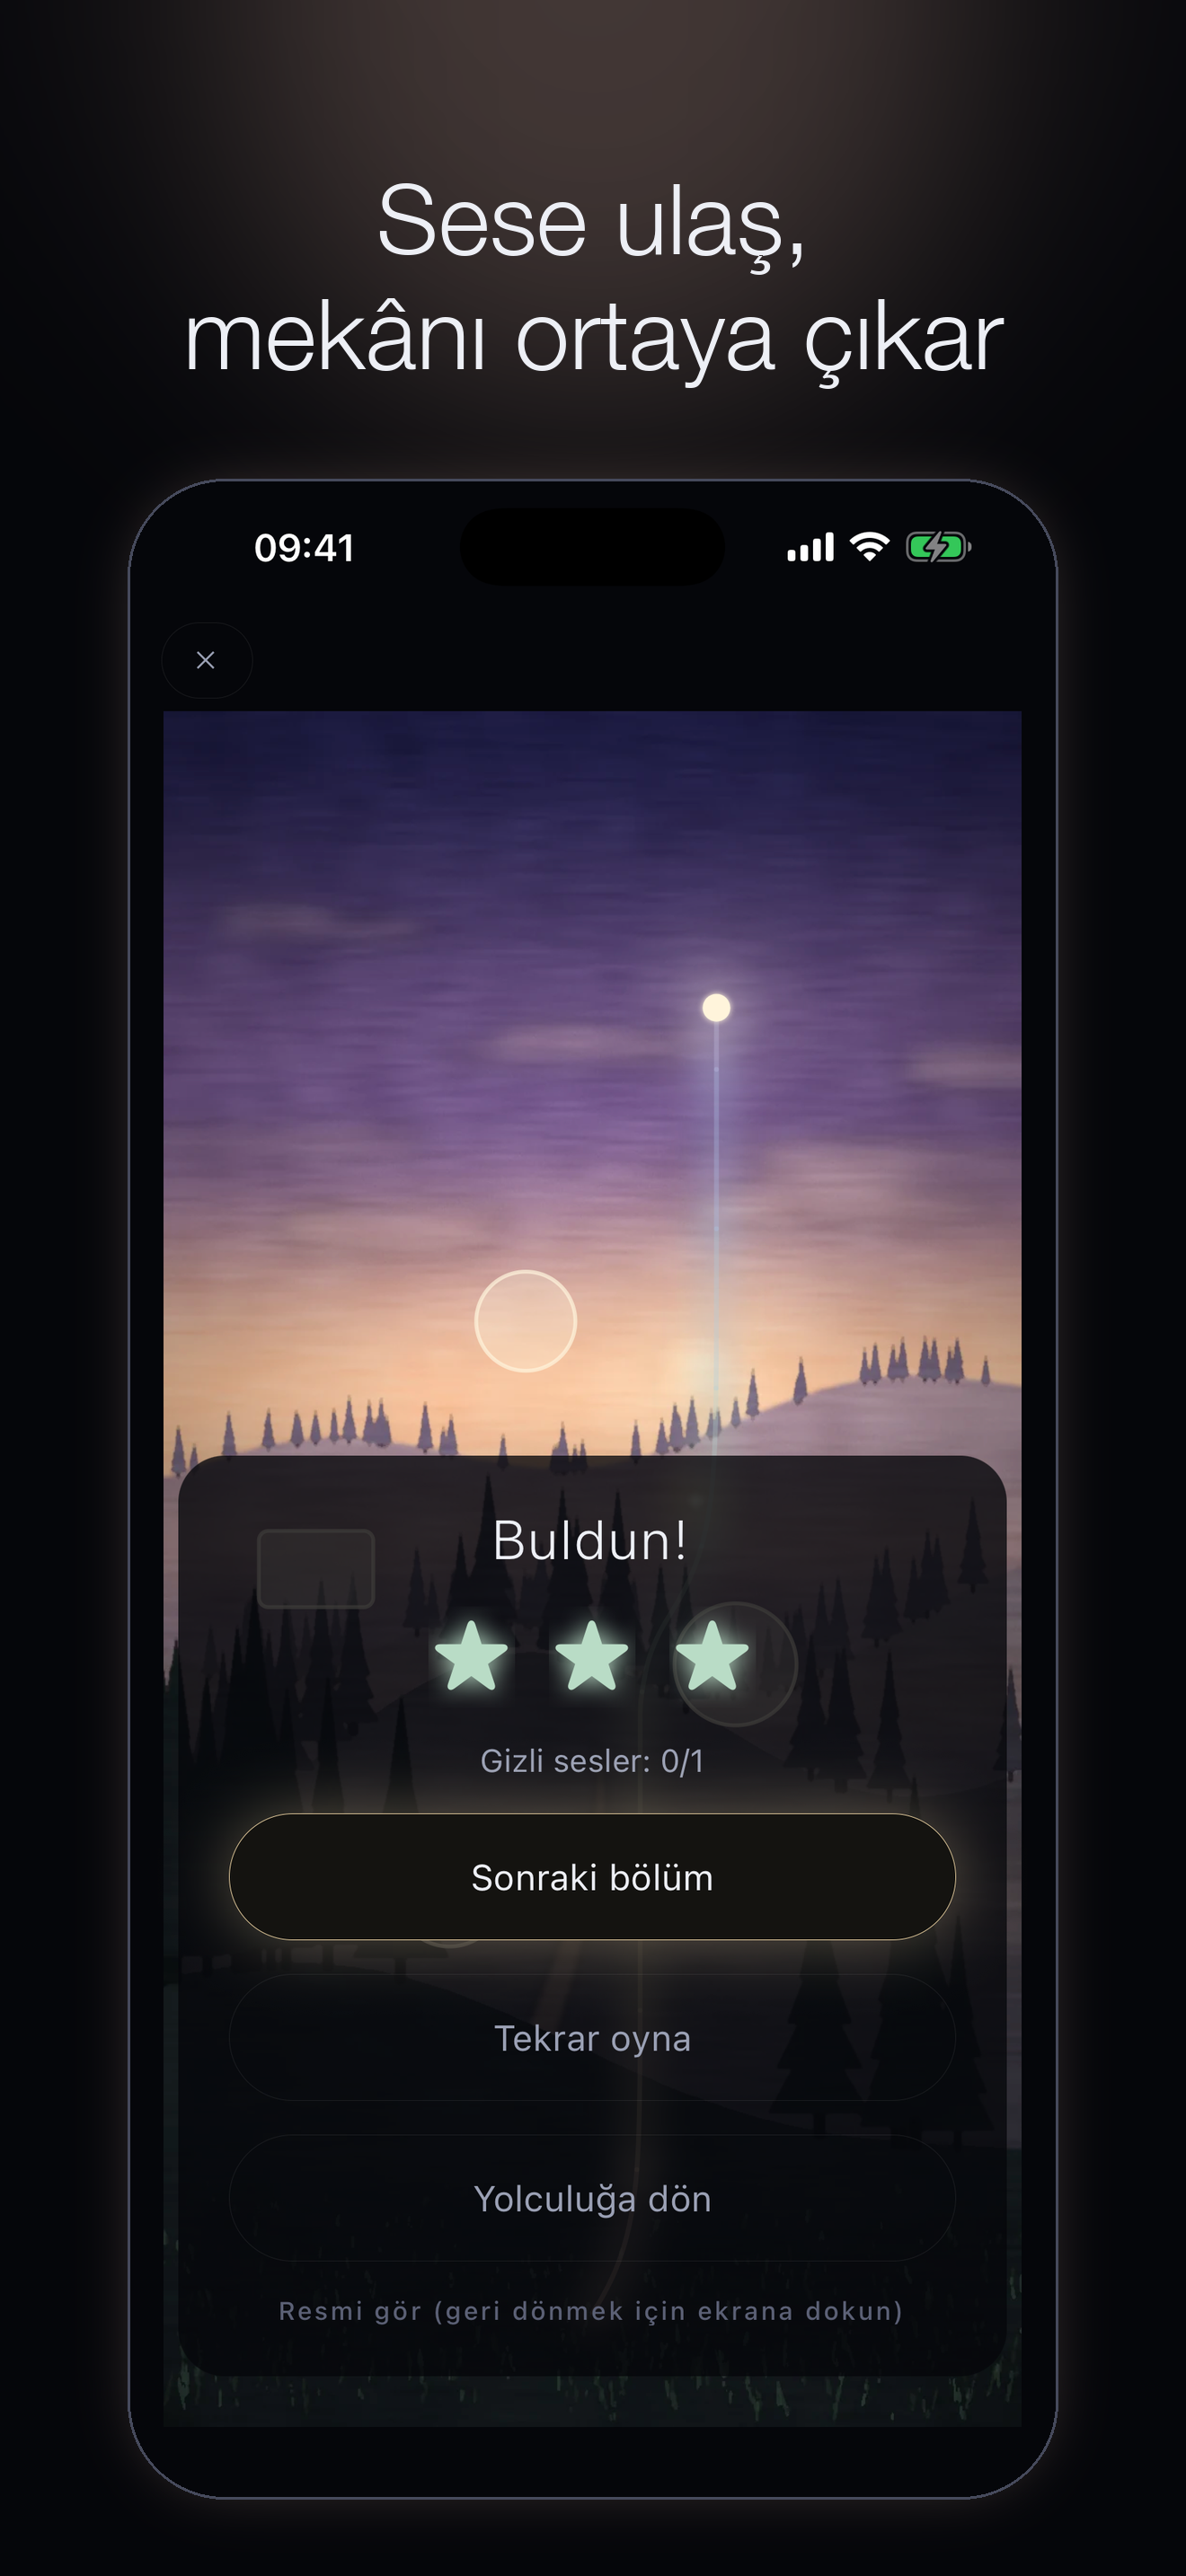 Sese ulaş,
mekânı ortaya çıkar
09:41
Buldun!
Gizli sesler: 0/1
Sonraki bölüm
Tekrar oyna
Yolculuğa dön
Resmi gör (geri dönmek için ekrana dokun)